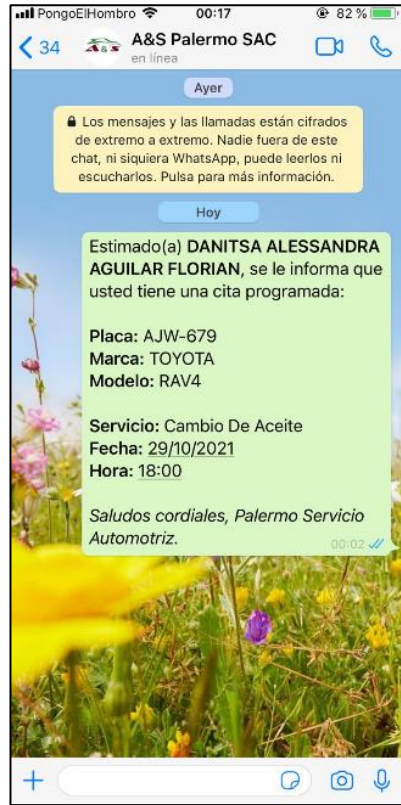 PongoElHombro 00:17 82 %
34 A&S Palermo SAC
A&S
en línea
Ayer
Los mensajes y las llamadas están cifrados
de extremo a extremo. Nadie fuera de este
chat, ni siquiera WhatsApp, puede leerlos ni
escucharlos. Pulsa para más información.
Hoy
Estimado(a) DANITSA ALESSANDRA
AGUILAR FLORIAN, se le informa que
usted tiene una cita programada:
Placa: AJW-679
Marca: TOYOTA
Modelo: RAV4
Servicio: Cambio De Aceite
Fecha: 29/10/2021
Hora: 18:00
Saludos cordiales, Palermo Servicio
Automotriz.
00:02